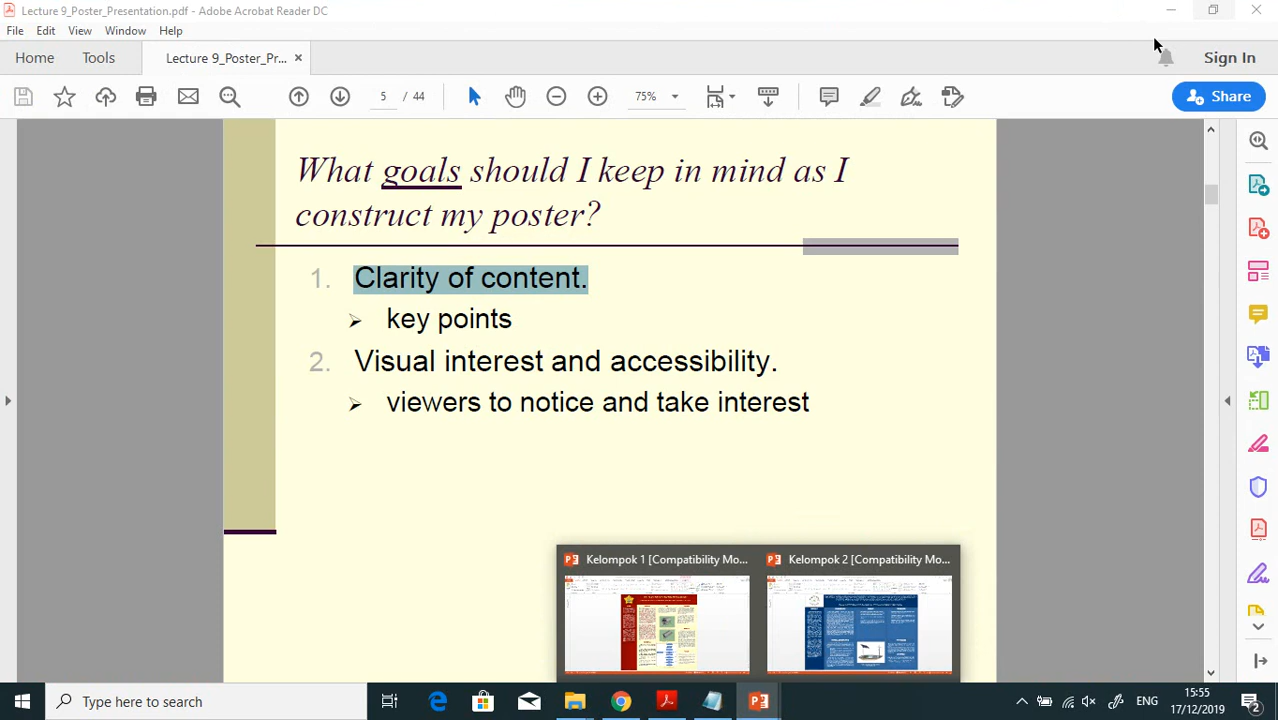 Lecture 9_Poster_Presentation.pdf - Adobe Acrobat Reader DC
File Edit View Window Help
Home Tools Lecture 9_Poster_Pr... × Sign In
5 / 44 75% Share
What goals should I keep in mind as I
construct my poster?
1. Clarity of content.
key points
2. Visual interest and accessibility.
viewers to notice and take interest
Kelompok 1 [Compatibility Mo... Kelompok 2 [Compatibility Mo...
Type here to search ENG 15:55
17/12/2019 2